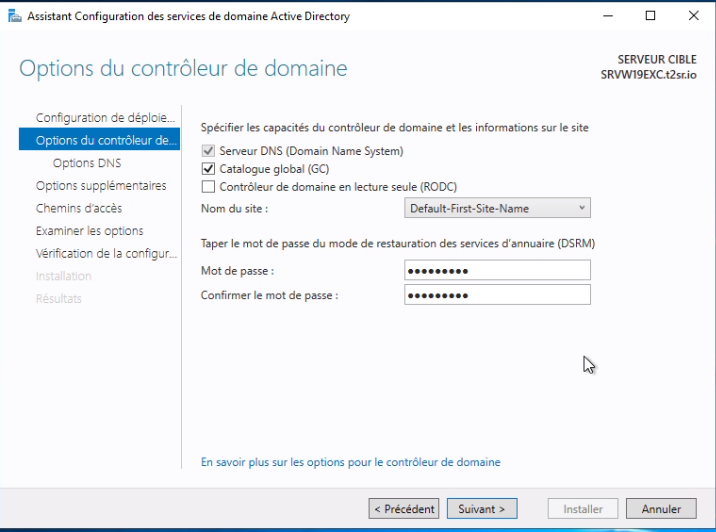 Assistant Configuration des services de domaine Active Directory
Options du contrôleur de domaine
SERVEUR CIBLE
SRVW19EXC.t2sr.io
Configuration de déploie...
Options du contrôleur de...
Options DNS
Options supplémentaires
Chemins d'accès
Examiner les options
Vérification de la configur...
Installation
Résultats
Spécifier les capacités du contrôleur de domaine et les informations sur le site
Serveur DNS (Domain Name System)
Catalogue global (GC)
Contrôleur de domaine en lecture seule (RODC)
Nom du site :
Default-First-Site-Name
Taper le mot de passe du mode de restauration des services d'annuaire (DSRM)
Mot de passe :
●●●●●●●●●
Confirmer le mot de passe :
●●●●●●●●●
En savoir plus sur les options pour le contrôleur de domaine
< Précédent
Suivant >
Installer
Annuler